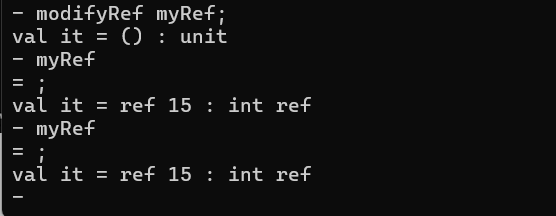 - modifyRef myRef;
val it = () : unit
- myRef
= ;
val it = ref 15 : int ref
- myRef
= ;
val it = ref 15 : int ref
-